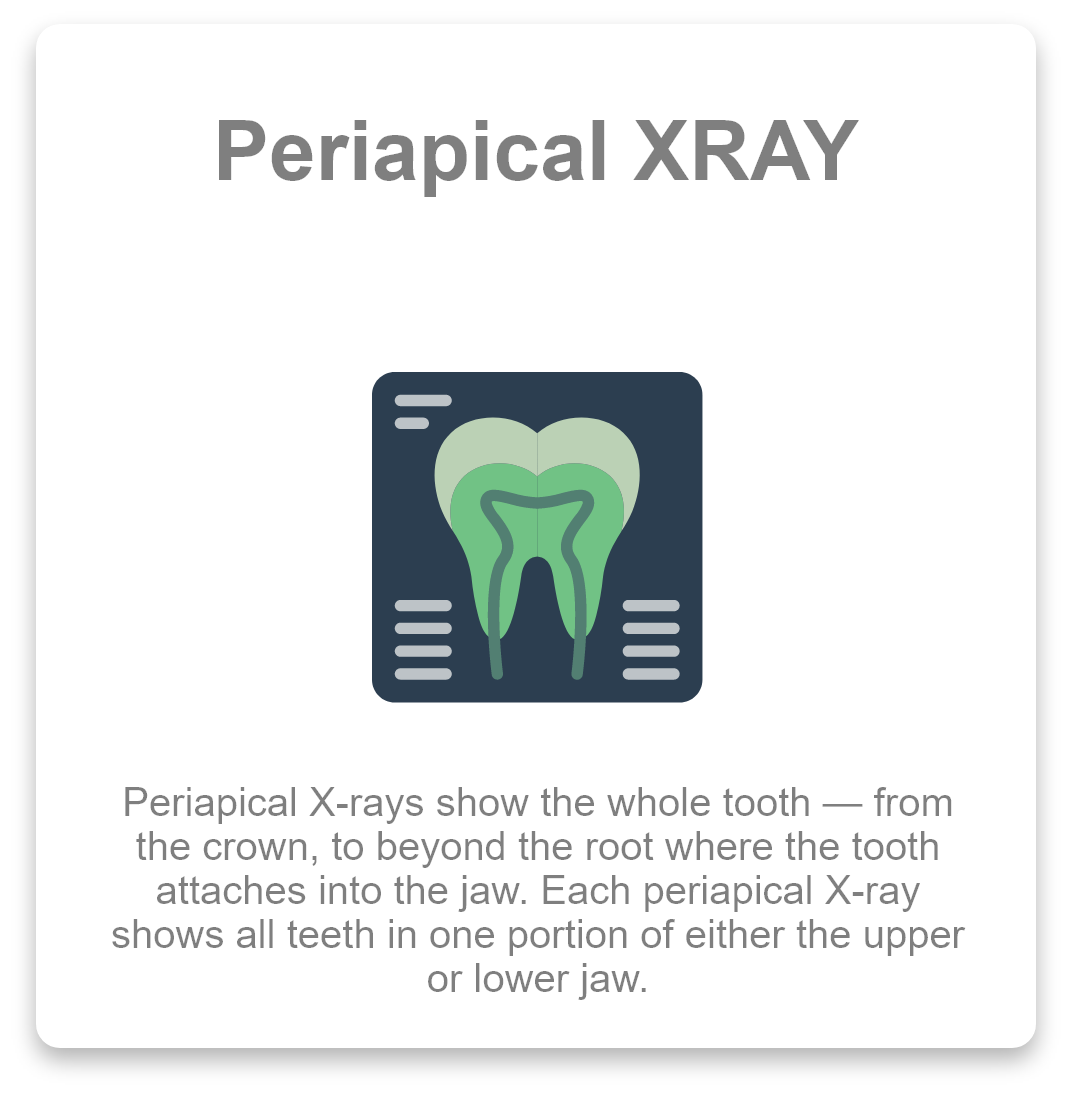 Periapical XRAY
Periapical X-rays show the whole tooth — from
the crown, to beyond the root where the tooth
attaches into the jaw. Each periapical X-ray
shows all teeth in one portion of either the upper
or lower jaw.